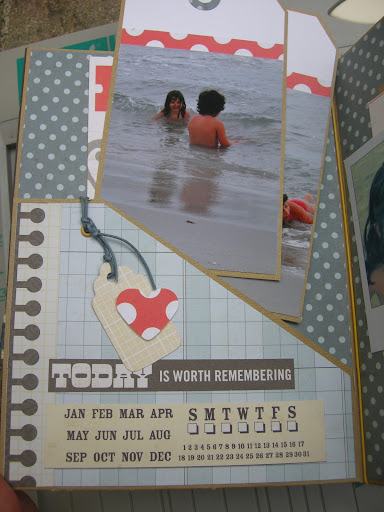 TODAY IS WORTH REMEMBERING
JAN FEB MAR APR
MAY JUN JUL AUG
SEP OCT NOV DEC
S M T W T F S
1 2 3 4 5 6 7 8 9 10 11 12 13 14 15 16 17
18 19 20 21 22 23 24 25 26 27 28 29 30 31